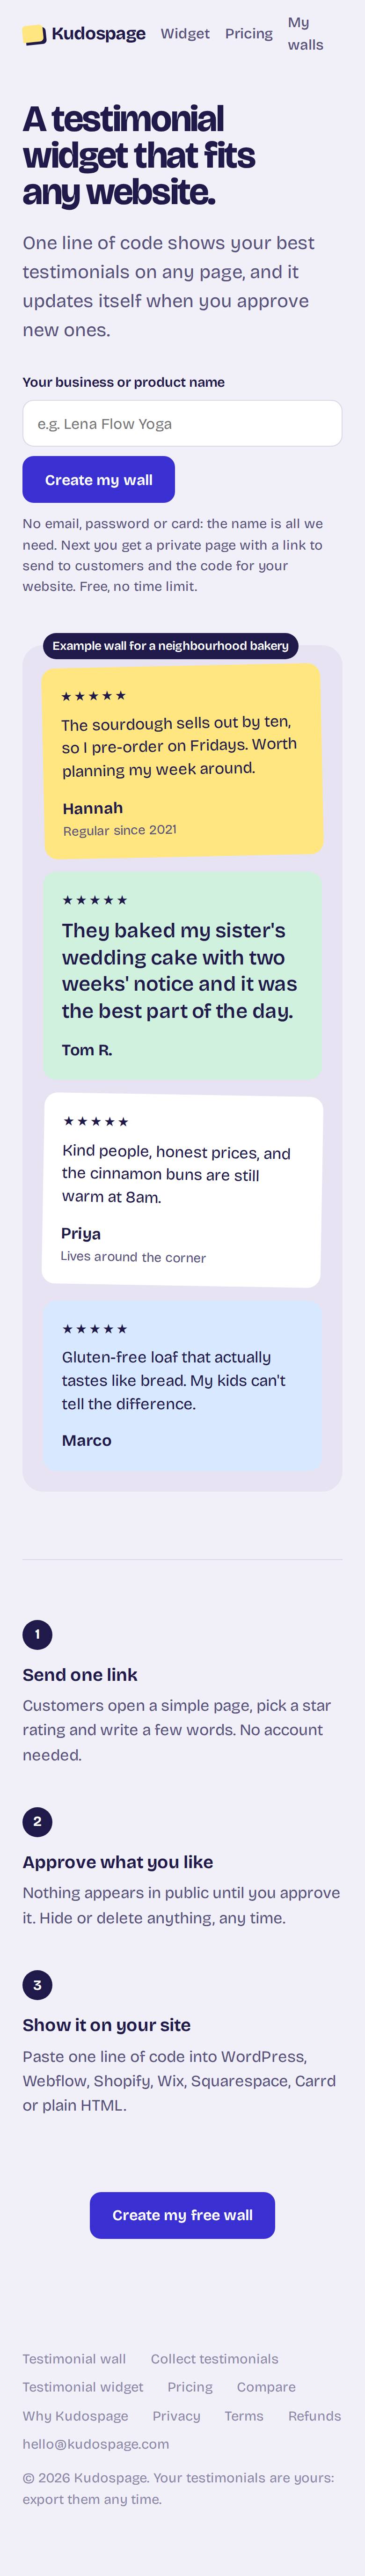 Kudospage Widget Pricing My walls
A testimonial
widget that fits
any website.
One line of code shows your best
testimonials on any page, and it
updates itself when you approve
new ones.
Your business or product name
e.g. Lena Flow Yoga
Create my wall
No email, password or card: the name is all we
need. Next you get a private page with a link to
send to customers and the code for your
website. Free, no time limit.
Example wall for a neighbourhood bakery
★★★★★
The sourdough sells out by ten,
so I pre-order on Fridays. Worth
planning my week around.
Hannah
Regular since 2021
★★★★★
They baked my sister's
wedding cake with two
weeks' notice and it was
the best part of the day.
Tom R.
★★★★★
Kind people, honest prices, and
the cinnamon buns are still
warm at 8am.
Priya
Lives around the corner
★★★★★
Gluten-free loaf that actually
tastes like bread. My kids can't
tell the difference.
Marco
1
Send one link
Customers open a simple page, pick a star
rating and write a few words. No account
needed.
2
Approve what you like
Nothing appears in public until you approve
it. Hide or delete anything, any time.
3
Show it on your site
Paste one line of code into WordPress,
Webflow, Shopify, Wix, Squarespace, Carrd
or plain HTML.
Create my free wall
Testimonial wall Collect testimonials
Testimonial widget Pricing Compare
Why Kudospage Privacy Terms Refunds
hello@kudospage.com
© 2026 Kudospage. Your testimonials are yours:
export them any time.